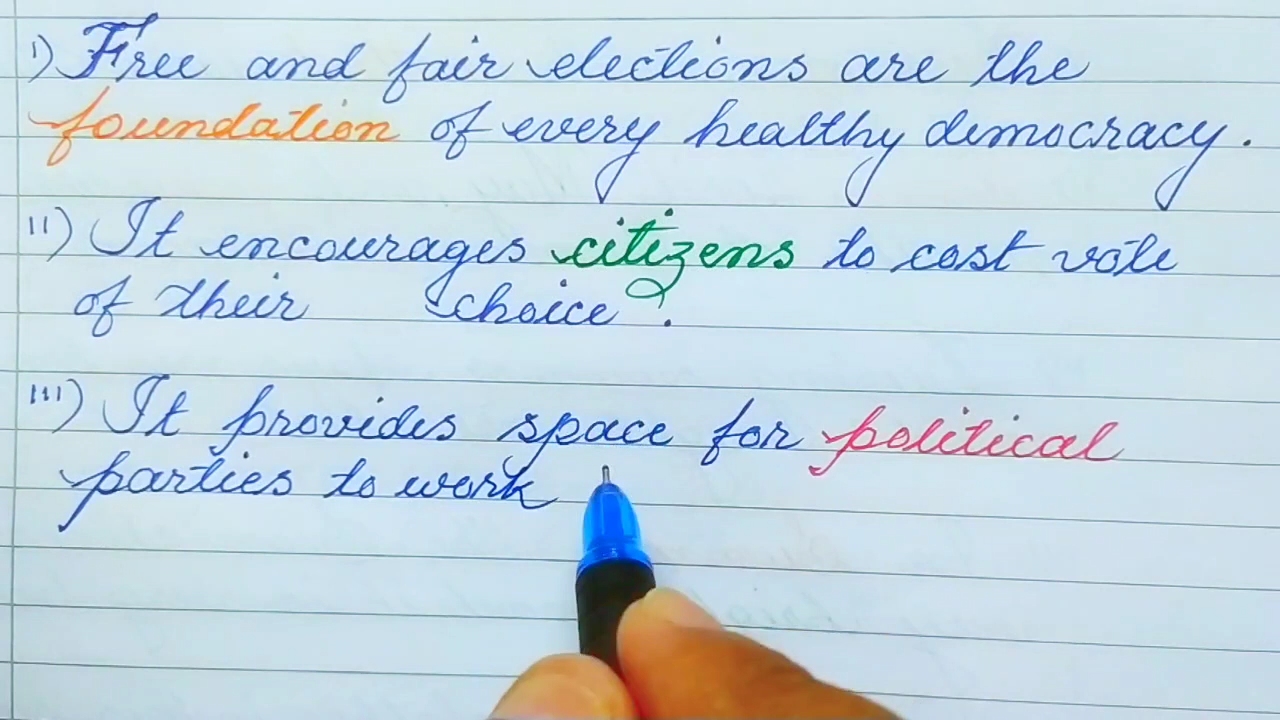 i) Free and fair elections are the
foundation of every healthy democracy.
ii) It encourages citizens to cast vote
of their choice.
iii) It provides space for political
parties to work